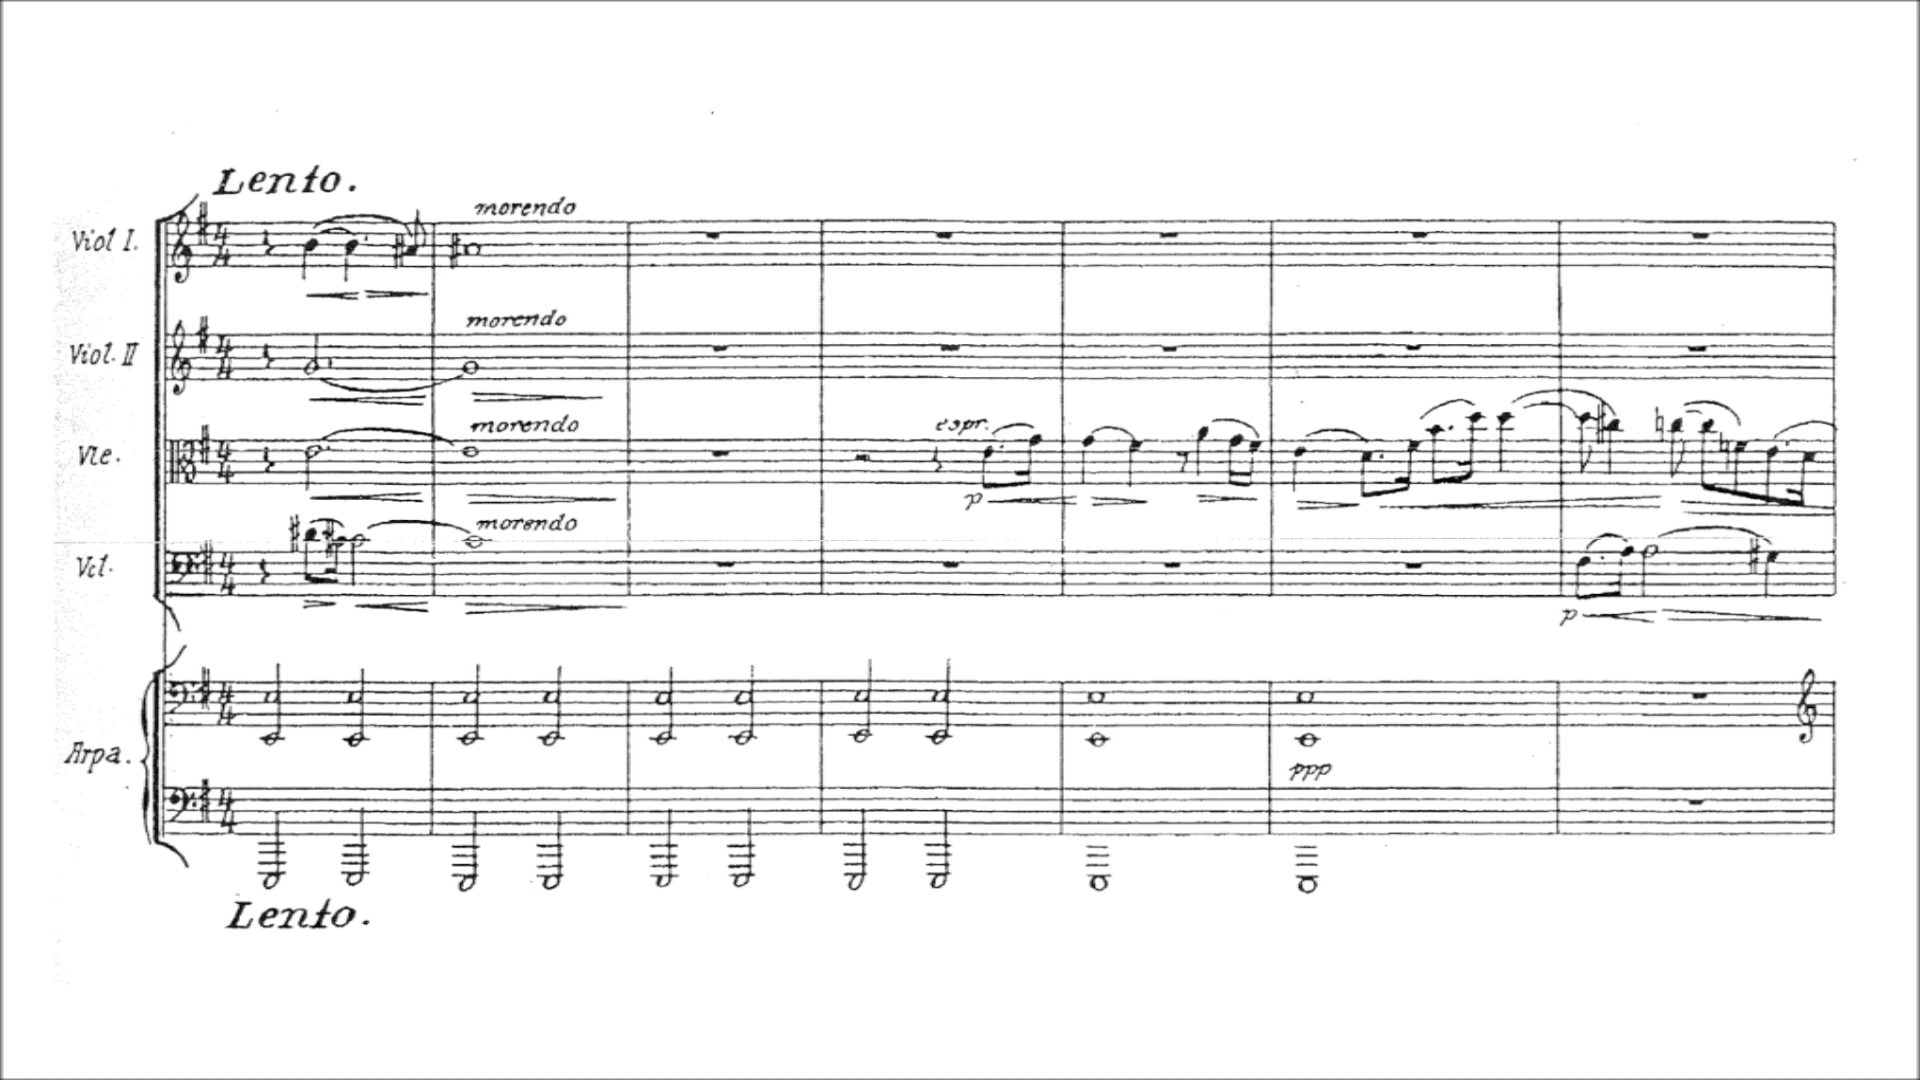 Lento.
morendo
Viol I.
morendo
Viol. II
espr.
morendo
Vle.
p
morendo
Vcl.
p
Arpa.
ppp
Lento.